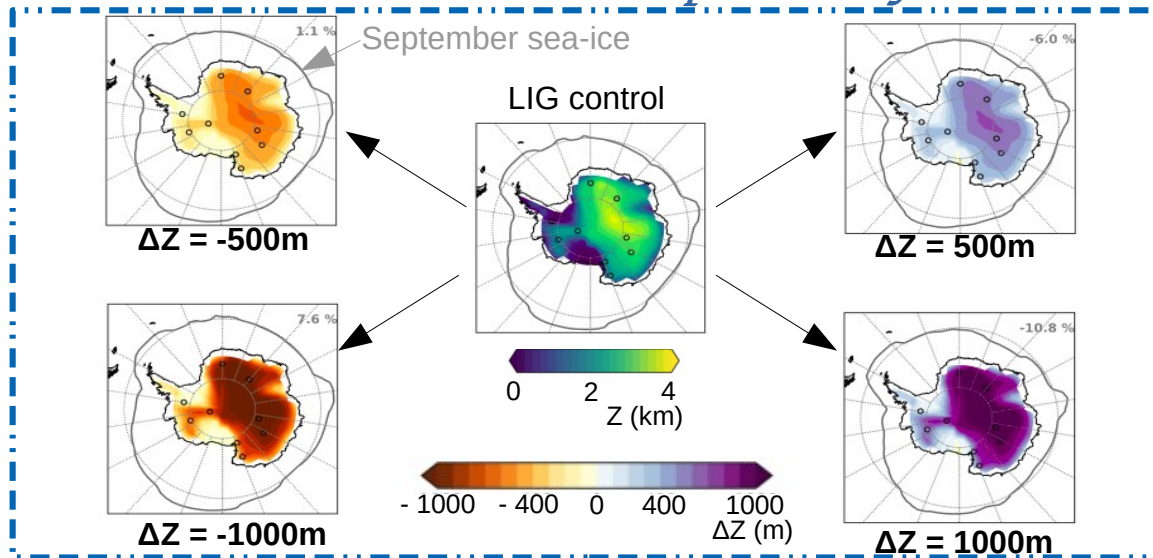 1.1 %
September sea-ice
-6.0 %
LIG control
ΔZ = -500m
ΔZ = 500m
7.6 %
-10.8 %
0 2 4
Z (km)
- 1000 - 400 0 400 1000
ΔZ (m)
ΔZ = -1000m
ΔZ = 1000m